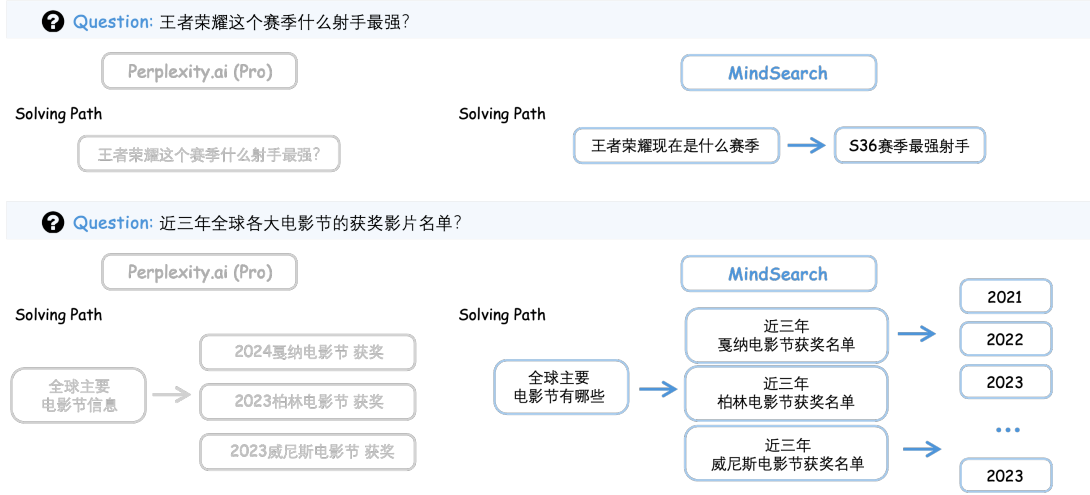 Question: 王者荣耀这个赛季什么射手最强?
Perplexity.ai (Pro)
MindSearch
Solving Path
Solving Path
王者荣耀这个赛季什么射手最强?
王者荣耀现在是什么赛季
S36赛季最强射手
Question: 近三年全球各大电影节的获奖影片名单?
Perplexity.ai (Pro)
MindSearch
Solving Path
Solving Path
全球主要
电影节信息
2024戛纳电影节 获奖
2023柏林电影节 获奖
2023威尼斯电影节 获奖
全球主要
电影节有哪些
近三年
戛纳电影节获奖名单
近三年
柏林电影节获奖名单
近三年
威尼斯电影节获奖名单
2021
2022
2023
...
2023